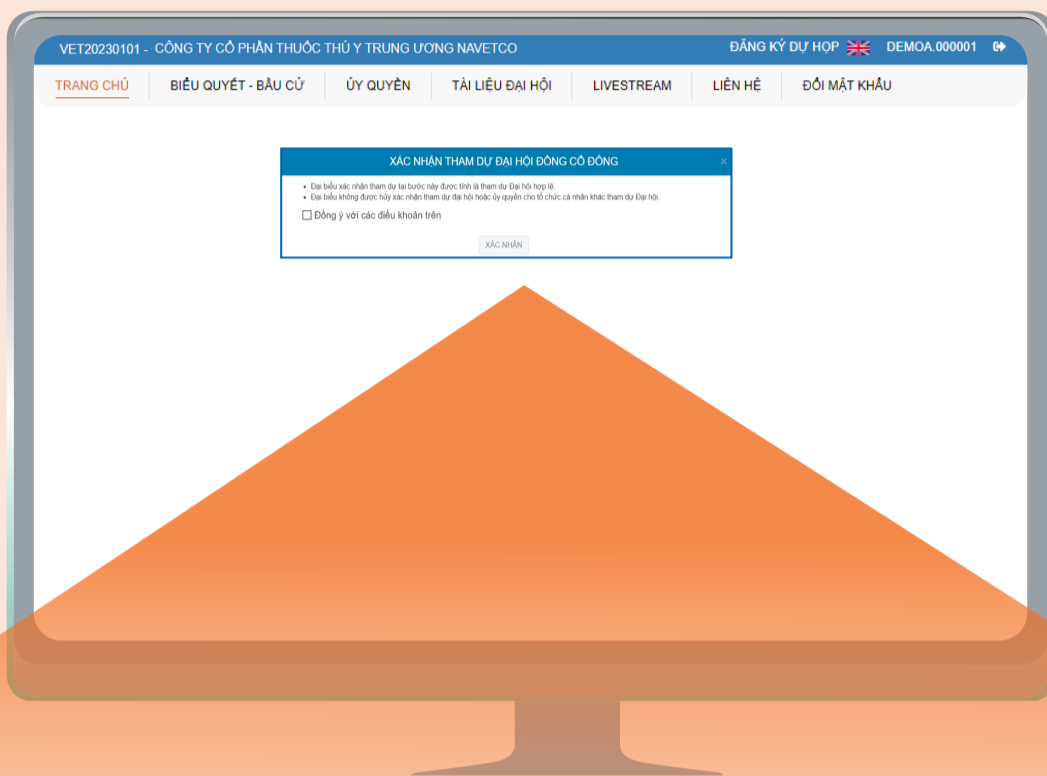 VET20230101 - CÔNG TY CỔ PHẦN THUỐC THÚ Y TRUNG ƯƠNG NAVETCO ĐĂNG KÝ DỰ HỌP DEMOA.000001
TRANG CHỦ BIỂU QUYẾT - BẦU CỬ ỦY QUYỀN TÀI LIỆU ĐẠI HỘI LIVESTREAM LIÊN HỆ ĐỔI MẬT KHẨU
XÁC NHẬN THAM DỰ ĐẠI HỘI ĐỒNG CỔ ĐÔNG ×
• Đại biểu xác nhận tham dự tại bước này được tính là tham dự Đại hội hợp lệ.
• Đại biểu không được hủy xác nhận tham dự đại hội hoặc ủy quyền cho tổ chức cá nhân khác tham dự Đại hội.
Đồng ý với các điều khoản trên
XÁC NHẬN